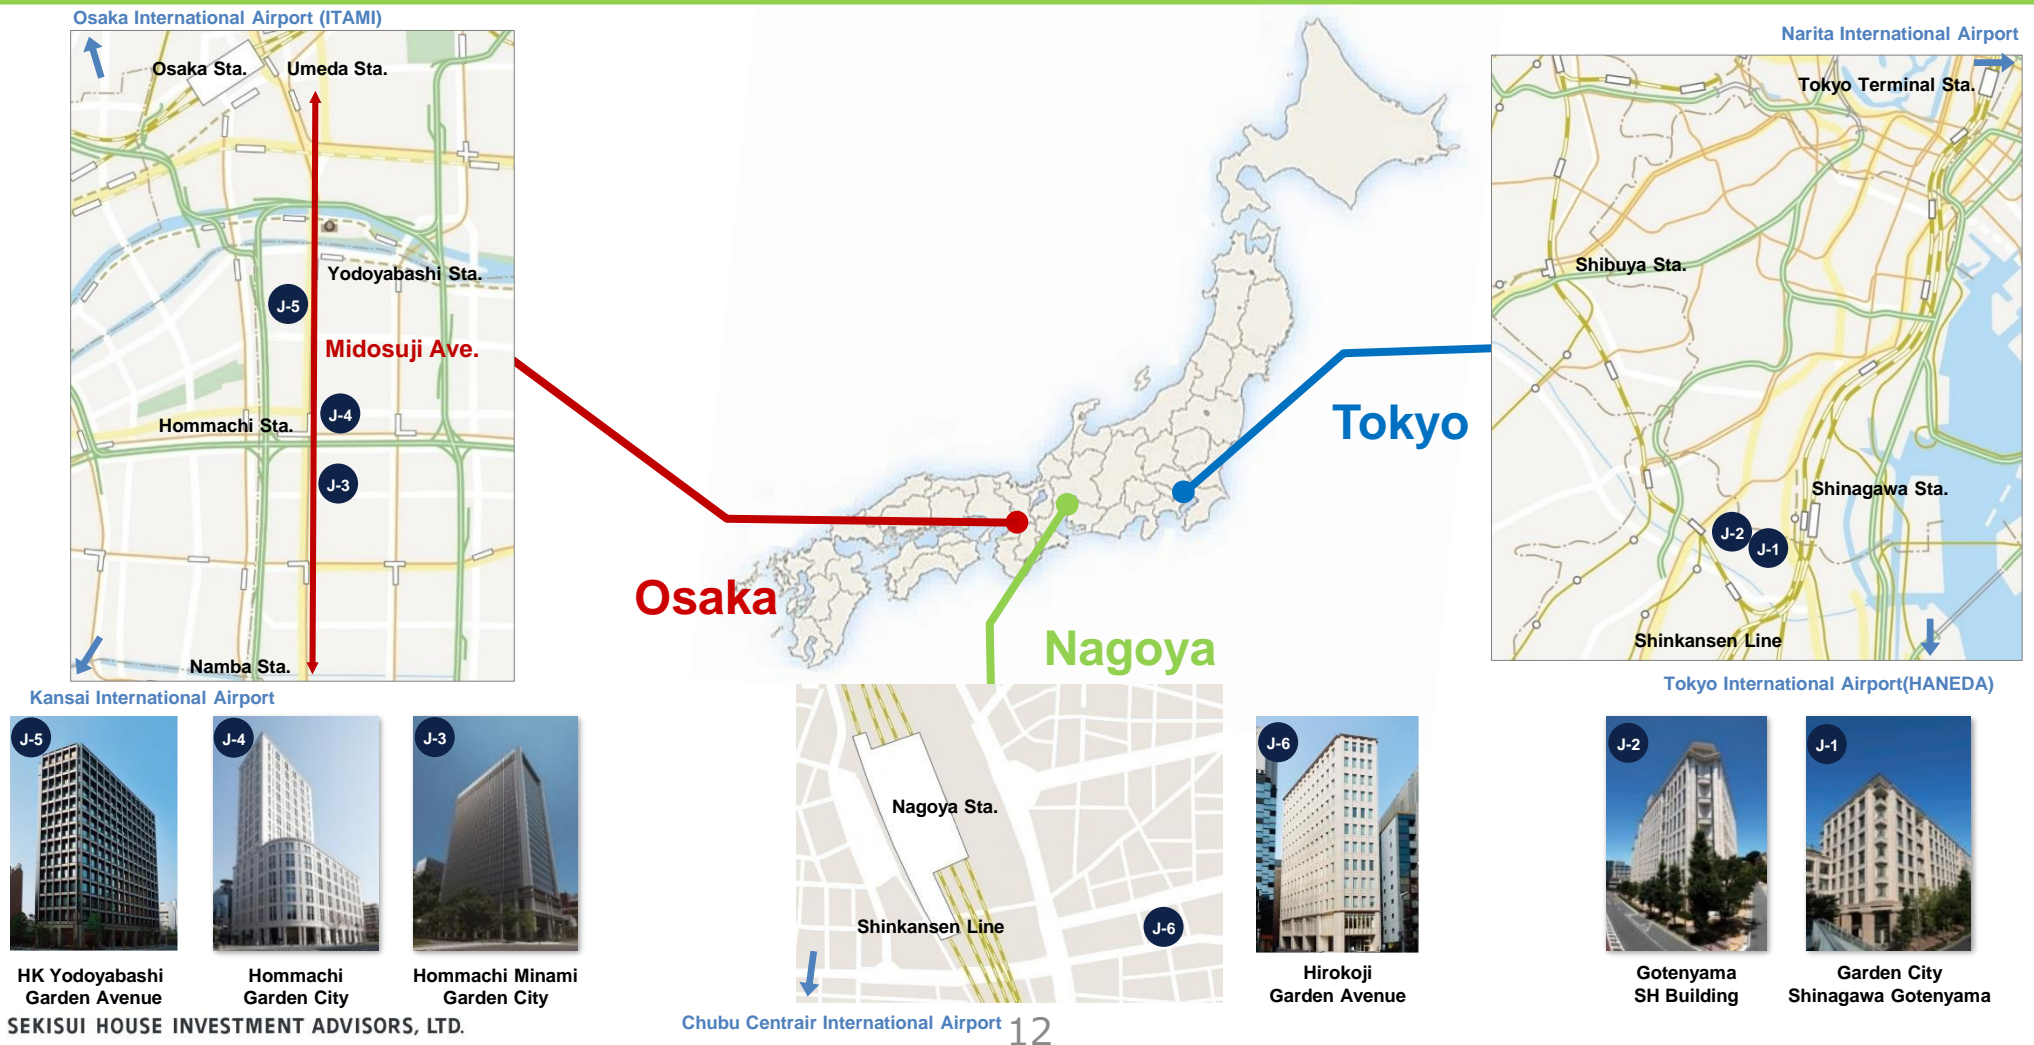 Osaka International Airport (ITAMI)
Osaka Sta.
Umeda Sta.
Yodoyabashi Sta.
J-5
Midosuji Ave.
J-4
Hommachi Sta.
J-3
Namba Sta.
Kansai International Airport
Osaka
Nagoya
Tokyo
Narita International Airport
Tokyo Terminal Sta.
Shibuya Sta.
Shinagawa Sta.
J-2
J-1
Shinkansen Line
Tokyo International Airport(HANEDA)
J-5
HK Yodoyabashi
Garden Avenue
J-4
Hommachi
Garden City
J-3
Hommachi Minami
Garden City
Nagoya Sta.
Shinkansen Line
J-6
Chubu Centrair International Airport
J-6
Hirokoji
Garden Avenue
J-2
Gotenyama
SH Building
J-1
Garden City
Shinagawa Gotenyama
SEKISUI HOUSE INVESTMENT ADVISORS, LTD.
12